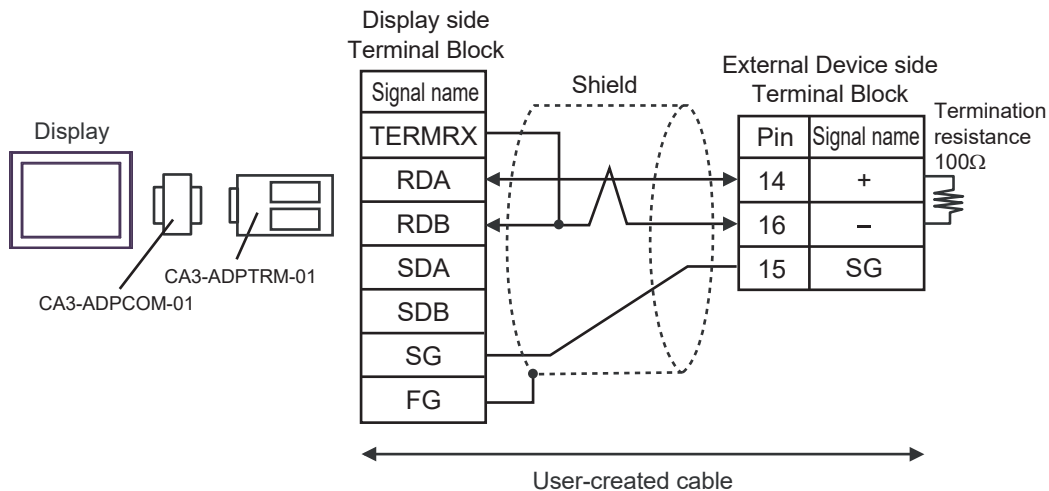 Display side
Terminal Block
Signal name
TERMRX
RDA
RDB
SDA
SDB
SG
FG
Shield
External Device side
Terminal Block
Pin Signal name
14 +
16 –
15 SG
Termination
resistance
100Ω
Display
CA3-ADPTRM-01
CA3-ADPCOM-01
User-created cable